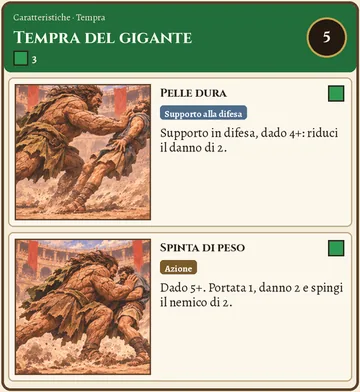 Caratteristiche · Tempra
Tempra del gigante
5
3
Pelle dura
Supporto alla difesa
Supporto in difesa, dado 4+: riduci
il danno di 2.
Spinta di peso
Azione
Dado 5+. Portata 1, danno 2 e spingi
il nemico di 2.